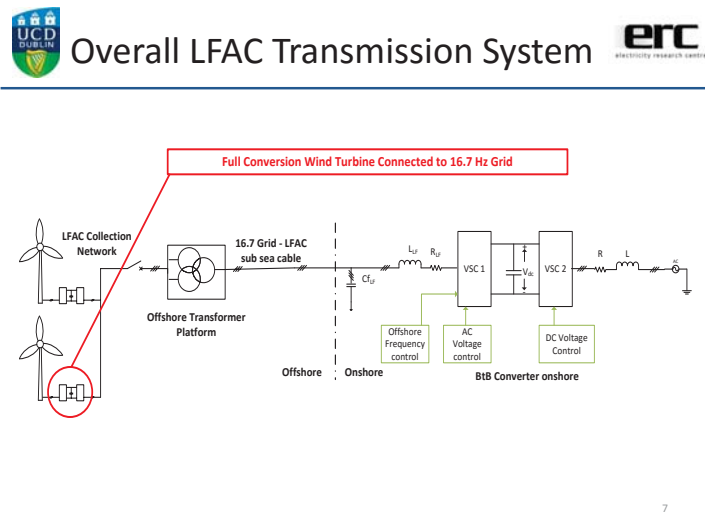 UCD
DUBLIN
Overall LFAC Transmission System
erc
electricity research centre
Full Conversion Wind Turbine Connected to 16.7 Hz Grid
LFAC Collection
Network
16.7 Grid - LFAC
sub sea cable
Offshore Transformer
Platform
Offshore
Onshore
CfLF
LLF
RLF
VSC 1
Vdc
VSC 2
R
L
AC
Offshore
Frequency
control
AC
Voltage
control
DC Voltage
Control
BtB Converter onshore
7